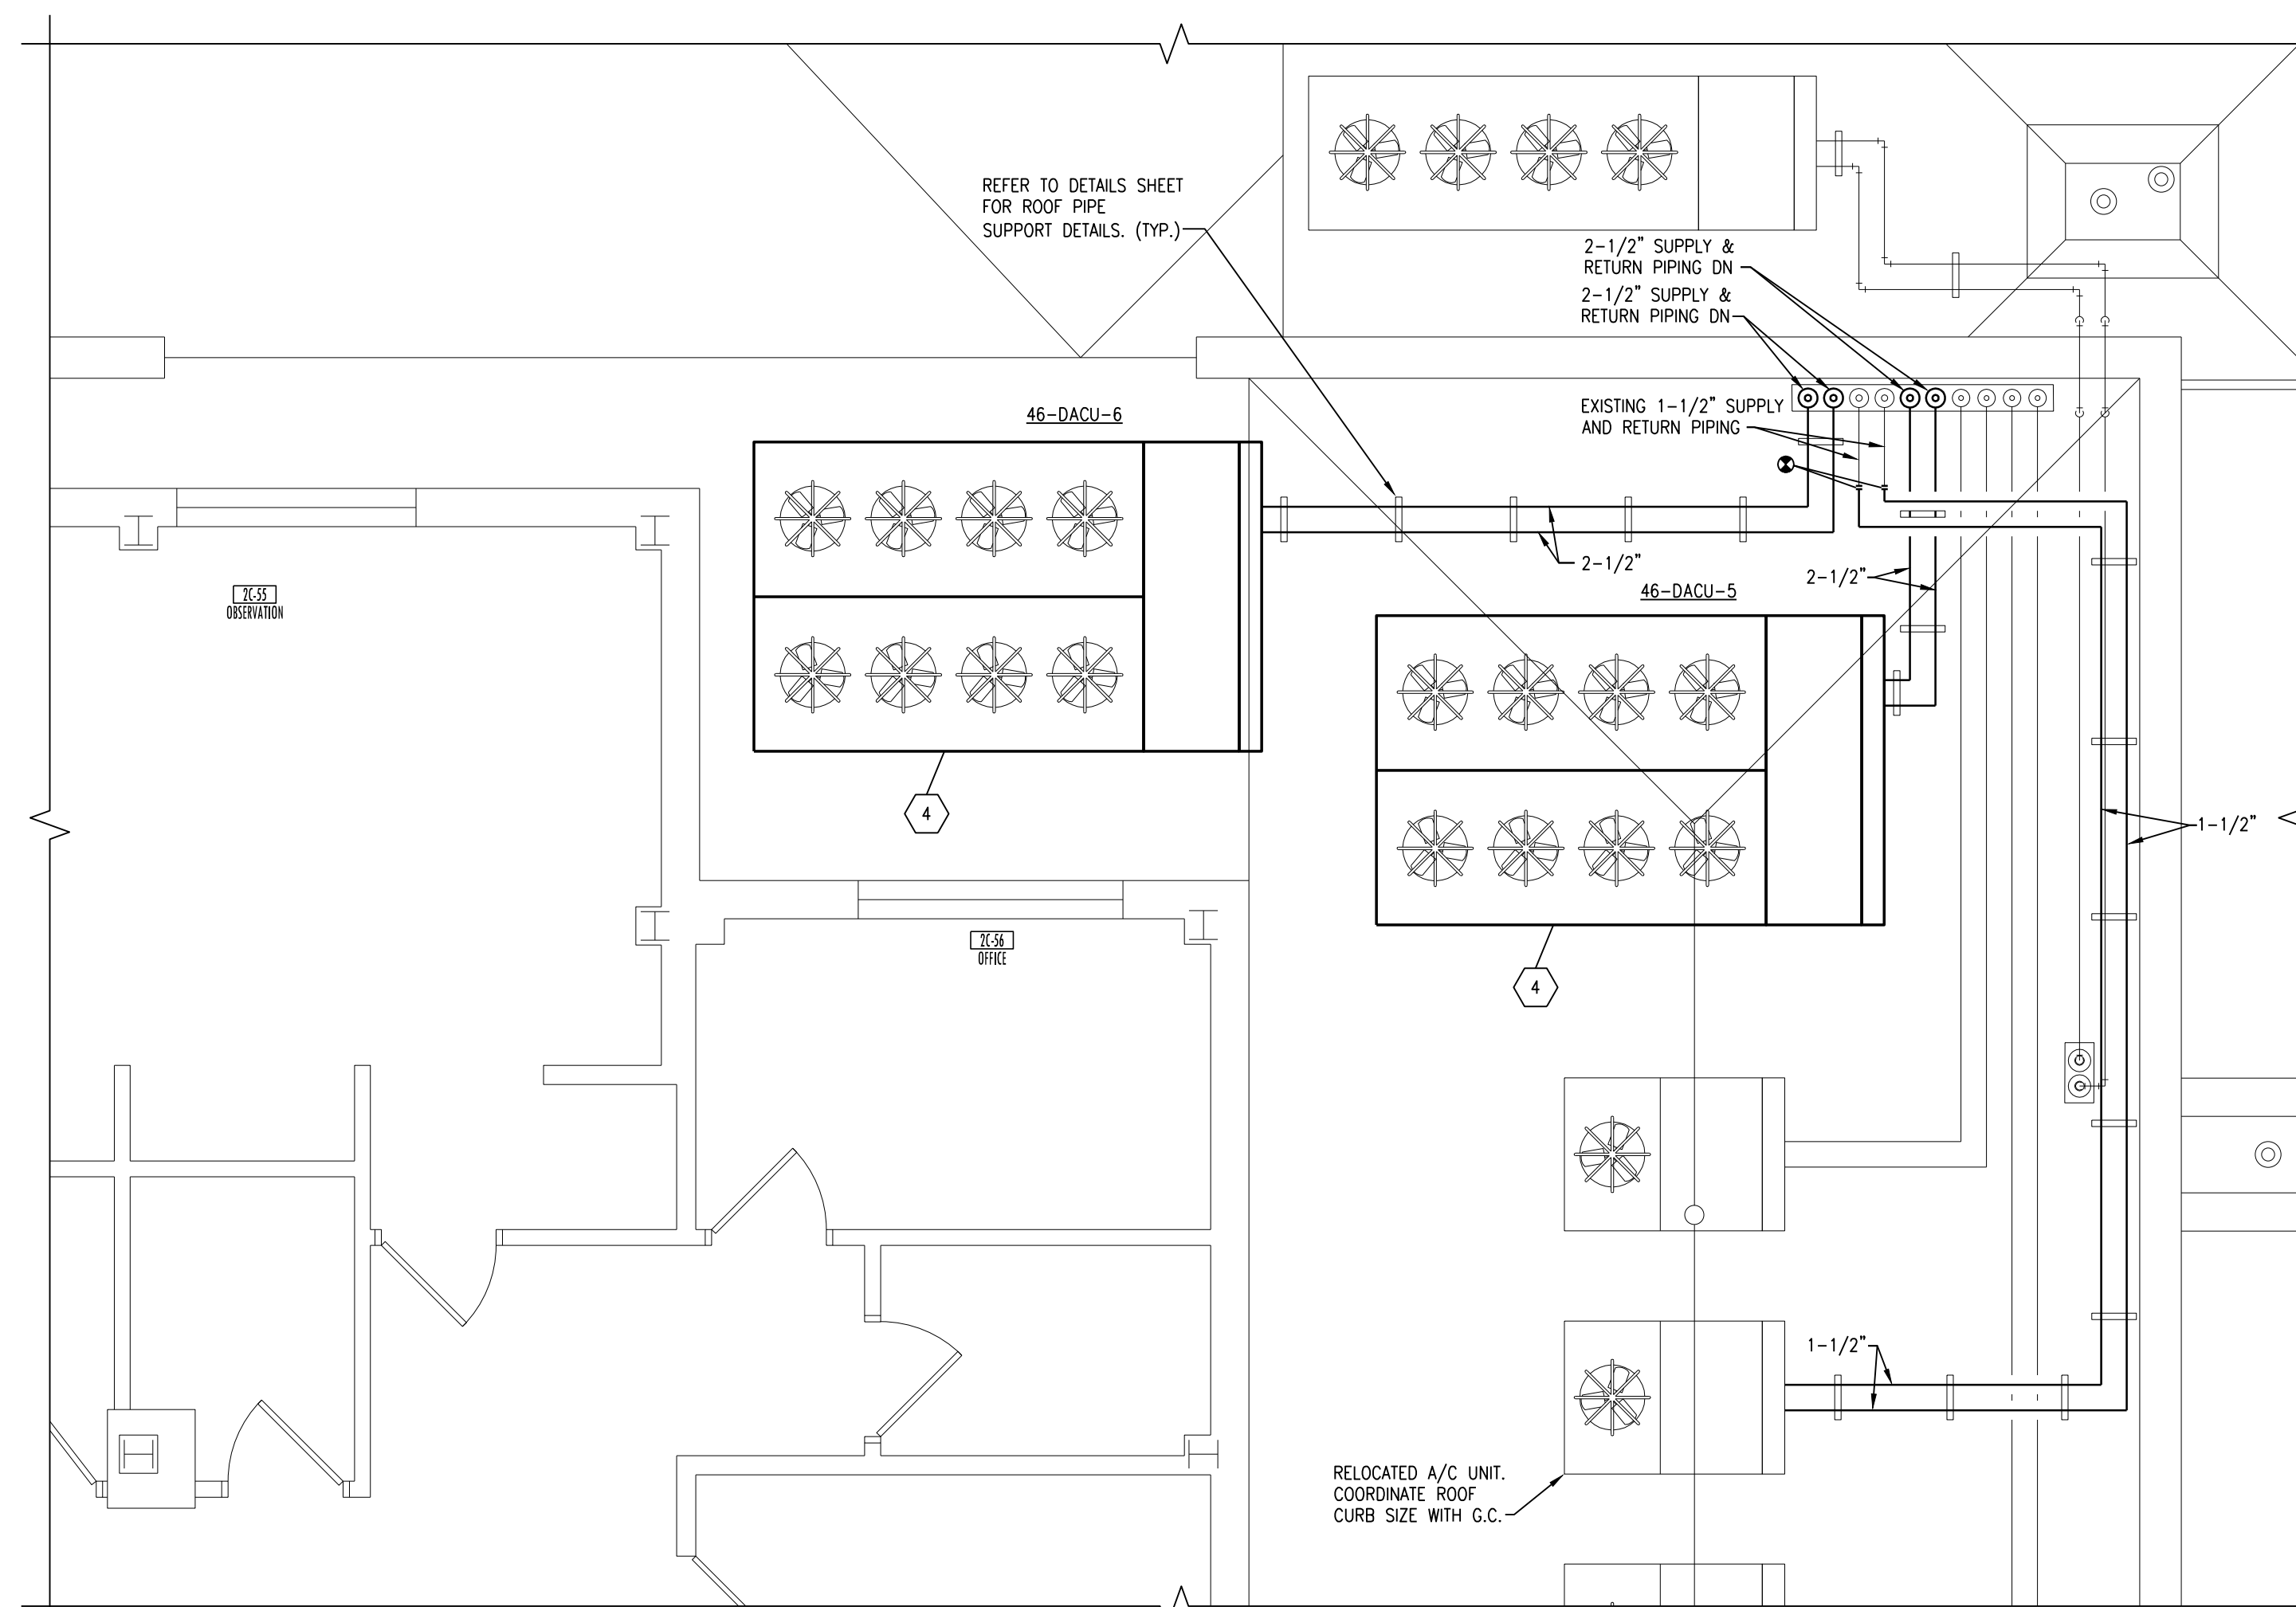 REFER TO DETAILS SHEET
FOR ROOF PIPE
SUPPORT DETAILS. (TYP.)
2-1/2" SUPPLY &
RETURN PIPING DN
2-1/2" SUPPLY &
RETURN PIPING DN
EXISTING 1-1/2" SUPPLY
AND RETURN PIPING
46-DACU-6
2-1/2"
2-1/2"
46-DACU-5
2C-55
OBSERVATION
4
1-1/2"
2C-56
OFFICE
4
1-1/2"
RELOCATED A/C UNIT.
COORDINATE ROOF
CURB SIZE WITH G.C.